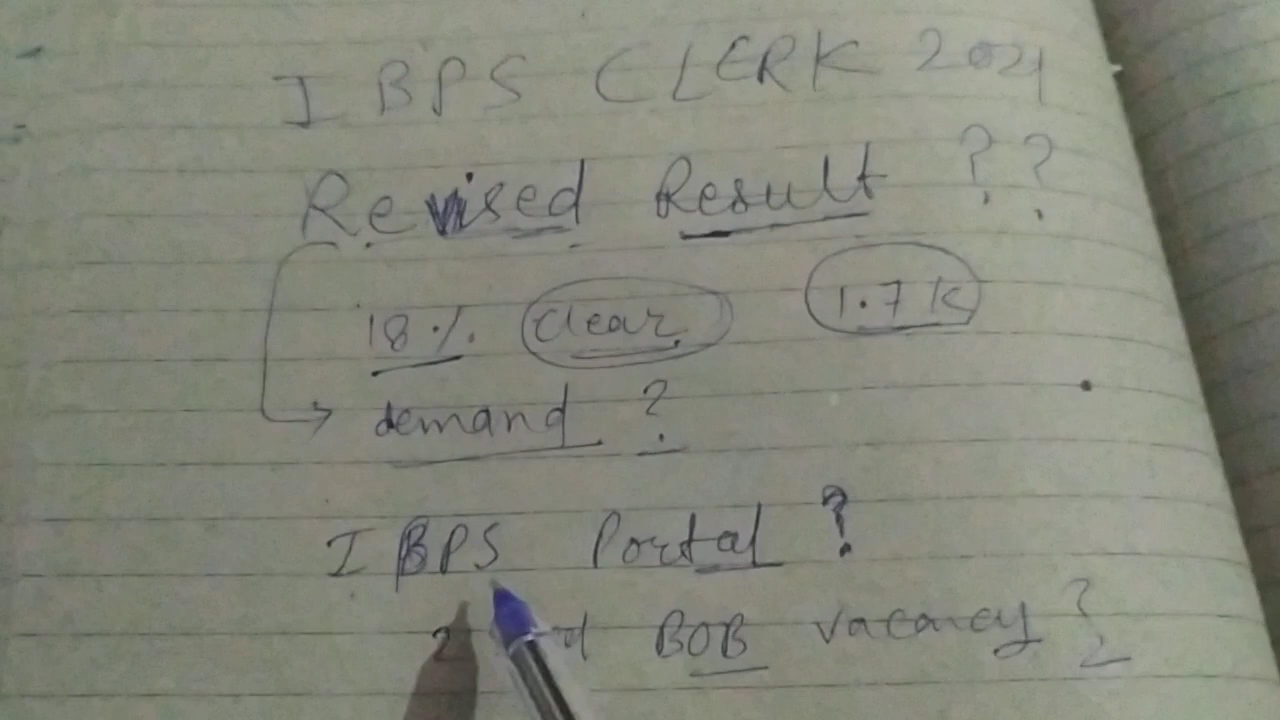 IBPS CLERK 2021
Revised Result ??
18% clear 1.7K
demand ?
IBPS Portal ?
BOB vacancy ?